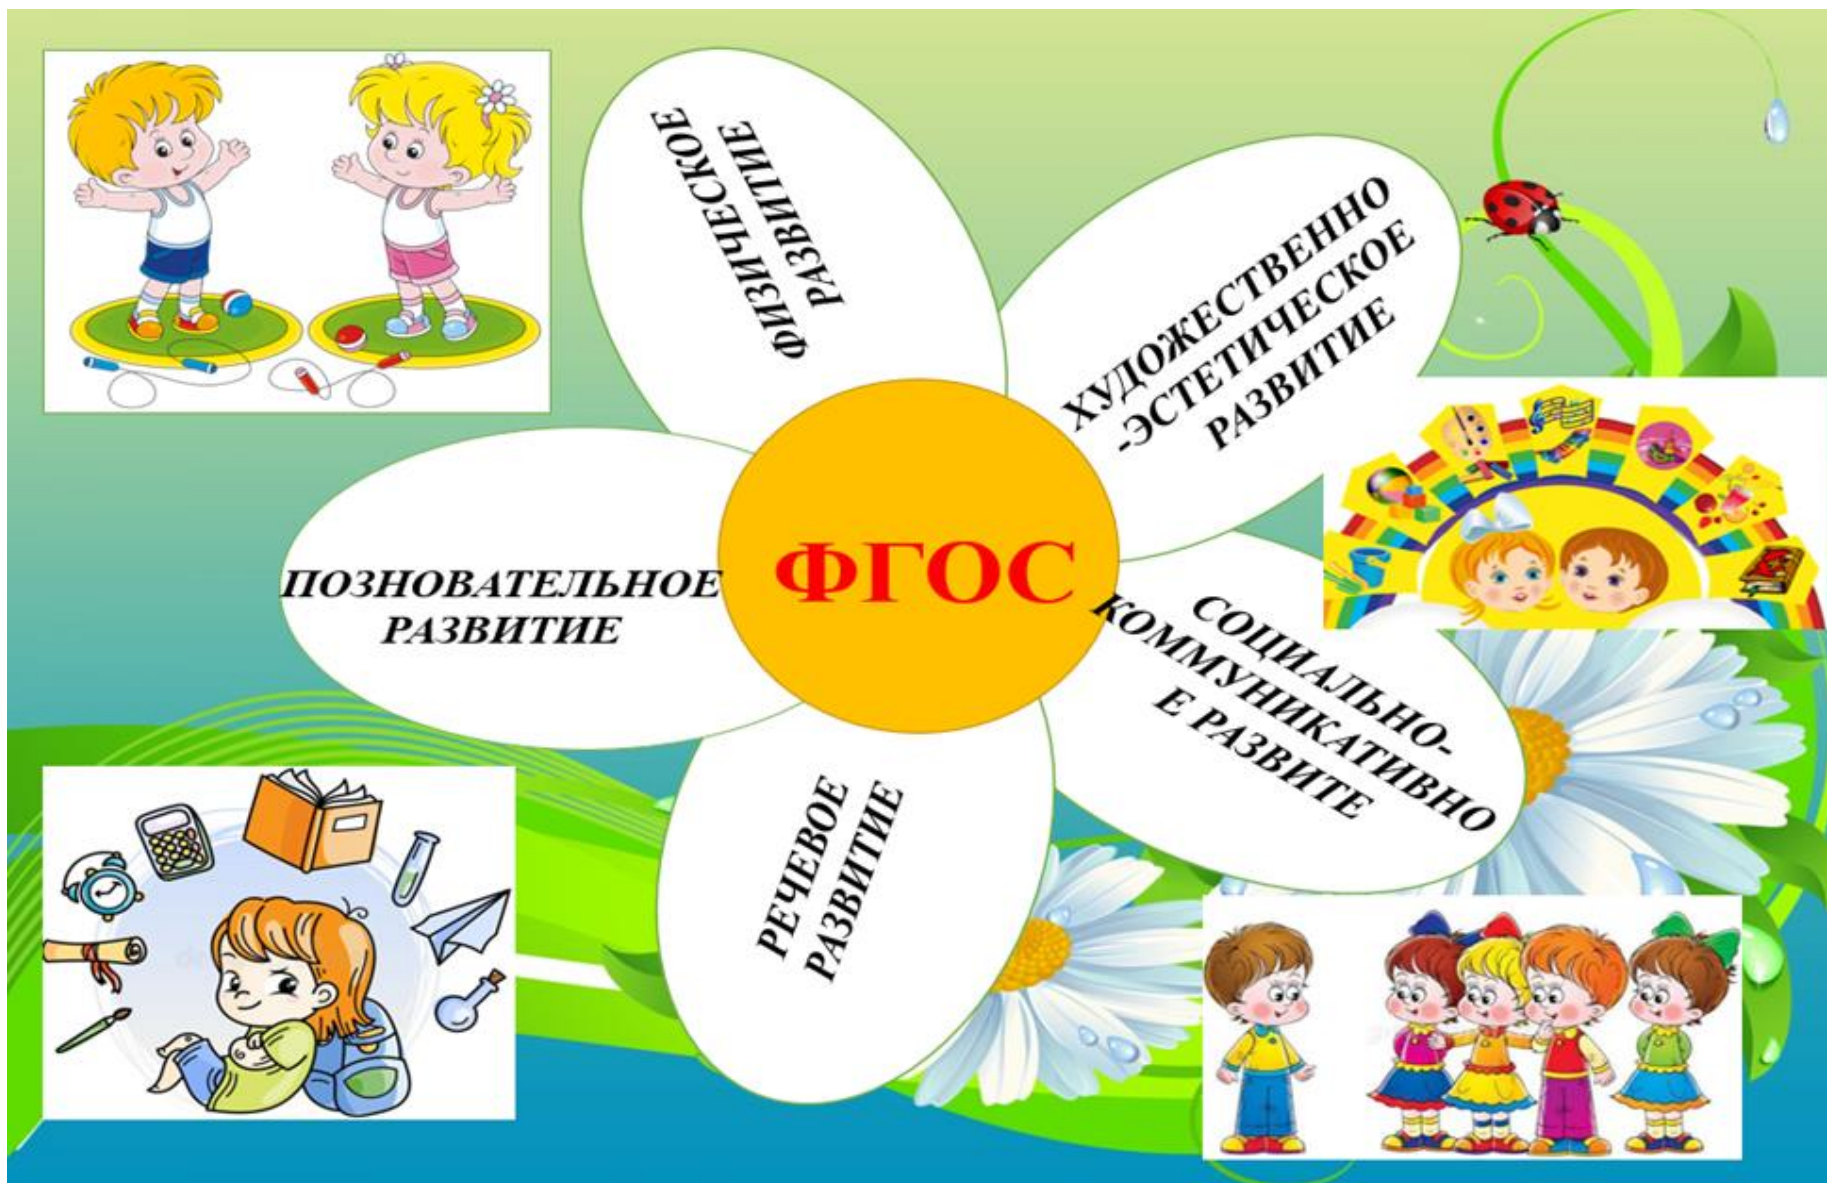 ФИЗИЧЕСКОЕ
РАЗВИТИЕ
ХУДОЖЕСТВЕННО
-ЭСТЕТИЧЕСКОЕ
РАЗВИТИЕ
ФГОС
ПОЗНОВАТЕЛЬНОЕ
РАЗВИТИЕ
СОЦИАЛЬНО-
КОММУНИКАТИВНО
Е РАЗВИТЕ
РЕЧЕВОЕ
РАЗВИТИЕ